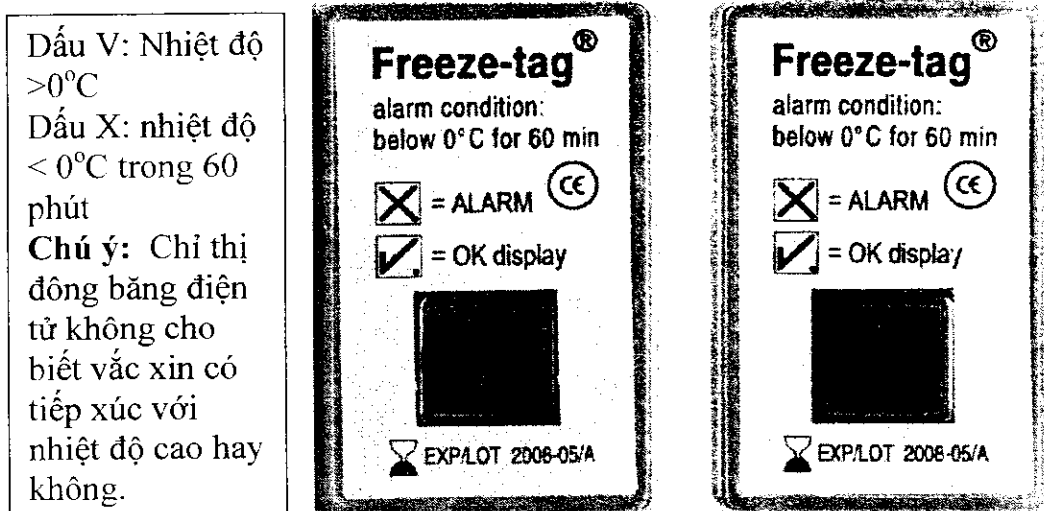 Dấu V: Nhiệt độ
>0°C
Dấu X: nhiệt độ
< 0°C trong 60
phút
Chú ý: Chỉ thị
đông băng điện
tử không cho
biết vắc xin có
tiếp xúc với
nhiệt độ cao hay
không.
Freeze-tag®
alarm condition:
below 0°C for 60 min
CE
= ALARM
= OK display
EXP/LOT 2006-05/A
Freeze-tag®
alarm condition:
below 0°C for 60 min
CE
= ALARM
= OK display
EXP/LOT 2006-05/A